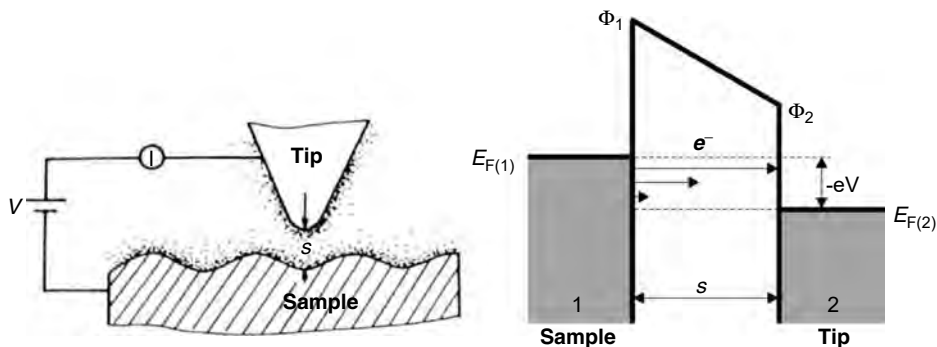 Tip
I
V
s
Sample
Φ1
Φ2
e−
EF(1)
-eV
EF(2)
s
1
2
Sample
Tip